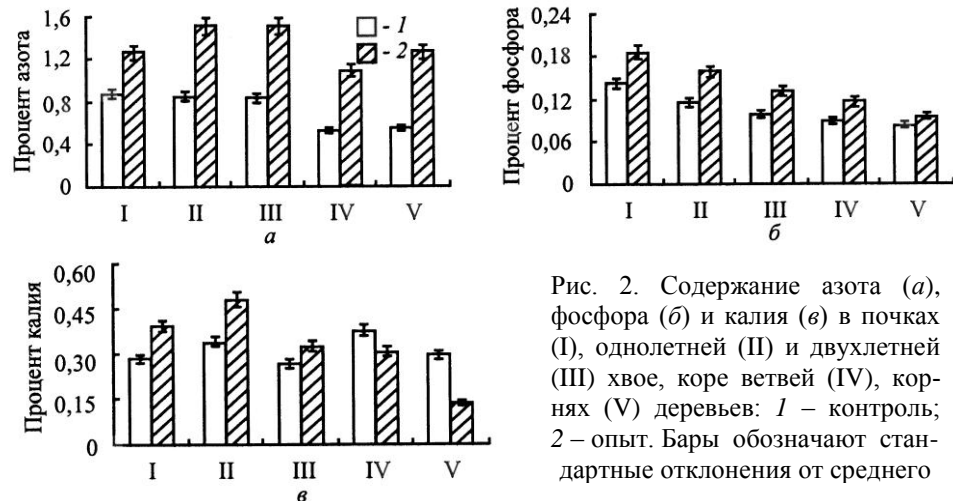 Процент азота
1,6
1,2
0,8
0,4
0
- 1
- 2
I II III IV V
а
Процент фосфора
0,24
0,18
0,12
0,06
0
I II III IV V
б
Процент калия
0,60
0,45
0,30
0,15
0
I II III IV V
в
Рис. 2. Содержание азота (а),
фосфора (б) и калия (в) в почках
(I), однолетней (II) и двухлетней
(III) хвое, коре ветвей (IV), кор-
нях (V) деревьев: 1 – контроль;
2 – опыт. Бары обозначают стан-
дартные отклонения от среднего